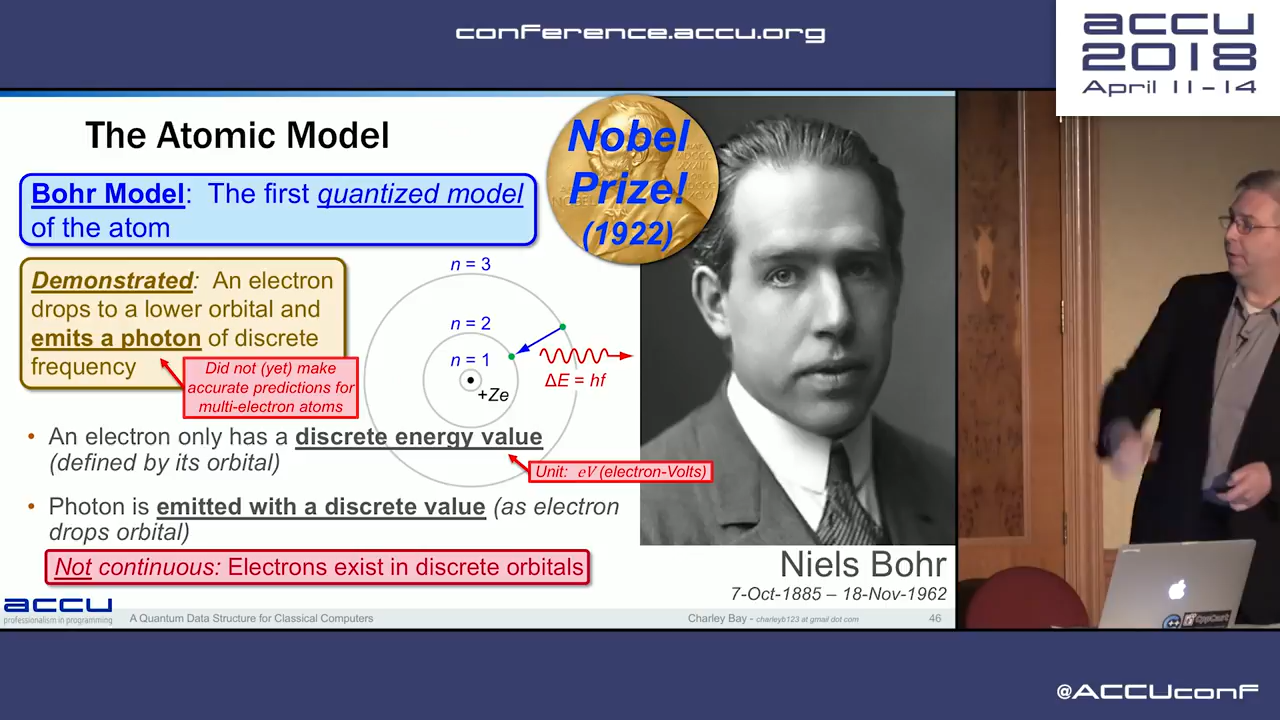 conference.accu.org
accu
2018
April 11-14
The Atomic Model
Nobel
Prize!
(1922)
Bohr Model: The first quantized model
of the atom
Demonstrated: An electron
drops to a lower orbital and
emits a photon of discrete
frequency
Did not (yet) make
accurate predictions for
multi-electron atoms
n = 3
n = 2
n = 1
+Ze
ΔE = hf
• An electron only has a discrete energy value
(defined by its orbital)
Unit: eV (electron-Volts)
• Photon is emitted with a discrete value (as electron
drops orbital)
Not continuous: Electrons exist in discrete orbitals
Niels Bohr
7-Oct-1885 – 18-Nov-1962
accu
professionalism in programming
A Quantum Data Structure for Classical Computers
Charley Bay - charleyb123 at gmail dot com
46
@ACCUconf